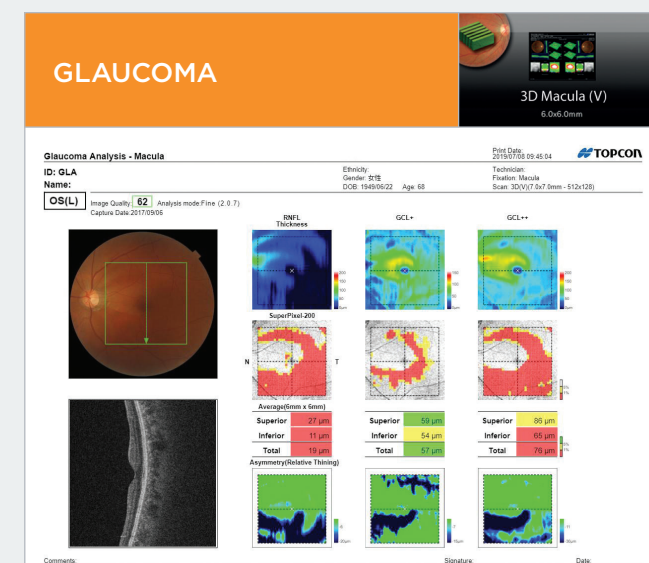 GLAUCOMA
3D Macula (V)
6.0x6.0mm
Glaucoma Analysis - Macula
Print Date:
2019/07/08 09:45:04
TOPCON
ID: GLA
Name:
Ethnicity:
Gender: 女性
DOB: 1949/06/22 Age: 68
Technician:
Fixation: Macula
Scan: 3D(V)(7.0x7.0mm - 512x128)
OS(L)
Image Quality: 62 Analysis mode:Fine (2.0.7)
Capture Date:2017/09/06
RNFL
Thickness
GCL+
GCL++
SuperPixel-200
N
T
Average(6mm x 6mm)
Superior 27 μm
Inferior 11 μm
Total 19 μm
Superior 59 μm
Inferior 54 μm
Total 57 μm
Superior 86 μm
Inferior 65 μm
Total 76 μm
Asymmetry(Relative Thining)
Comments:
Signature:
Date: